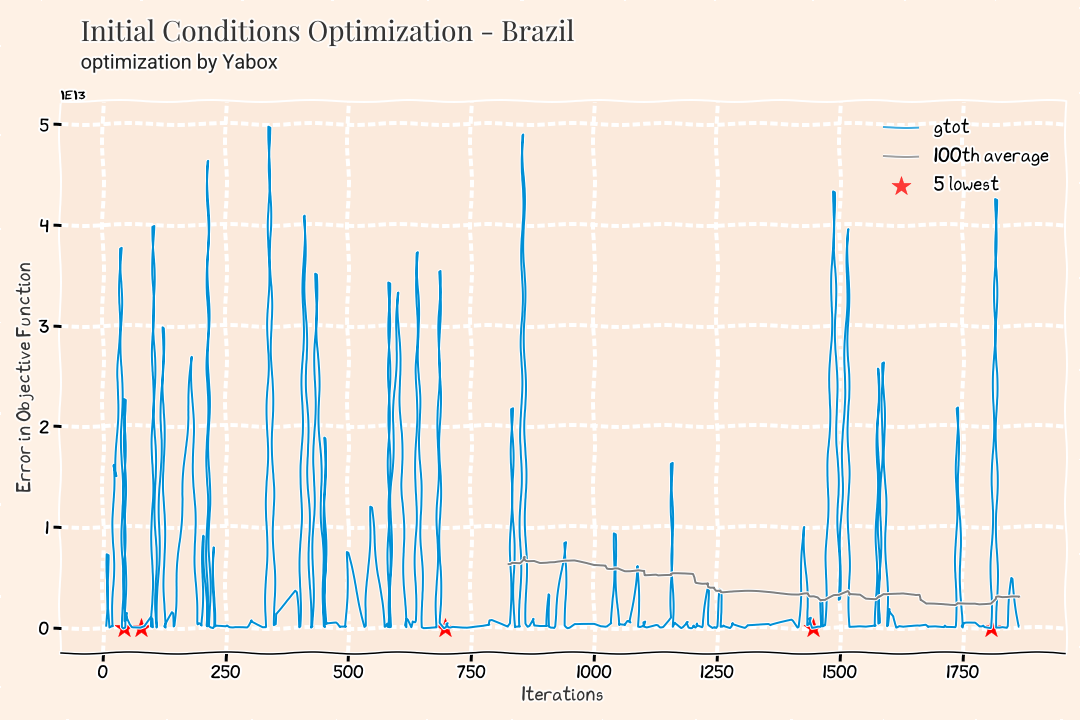 Initial Conditions Optimization - Brazil
optimization by Yabox
1E13
gtot
100th average
5 lowest
5
4
3
2
1
0
Error in Objective Function
0 250 500 750 1000 1250 1500 1750
Iterations